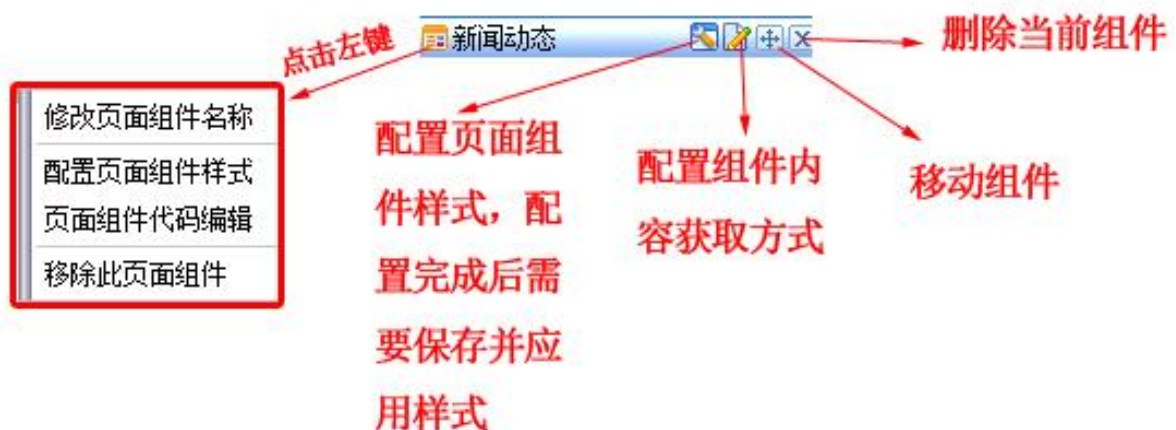 新闻动态
删除当前组件
点击左键
修改页面组件名称
配置页面组件样式
页面组件代码编辑
移除此页面组件
配置页面组
件样式，配
置完成后需
要保存并应
用样式
配置组件内
容获取方式
移动组件